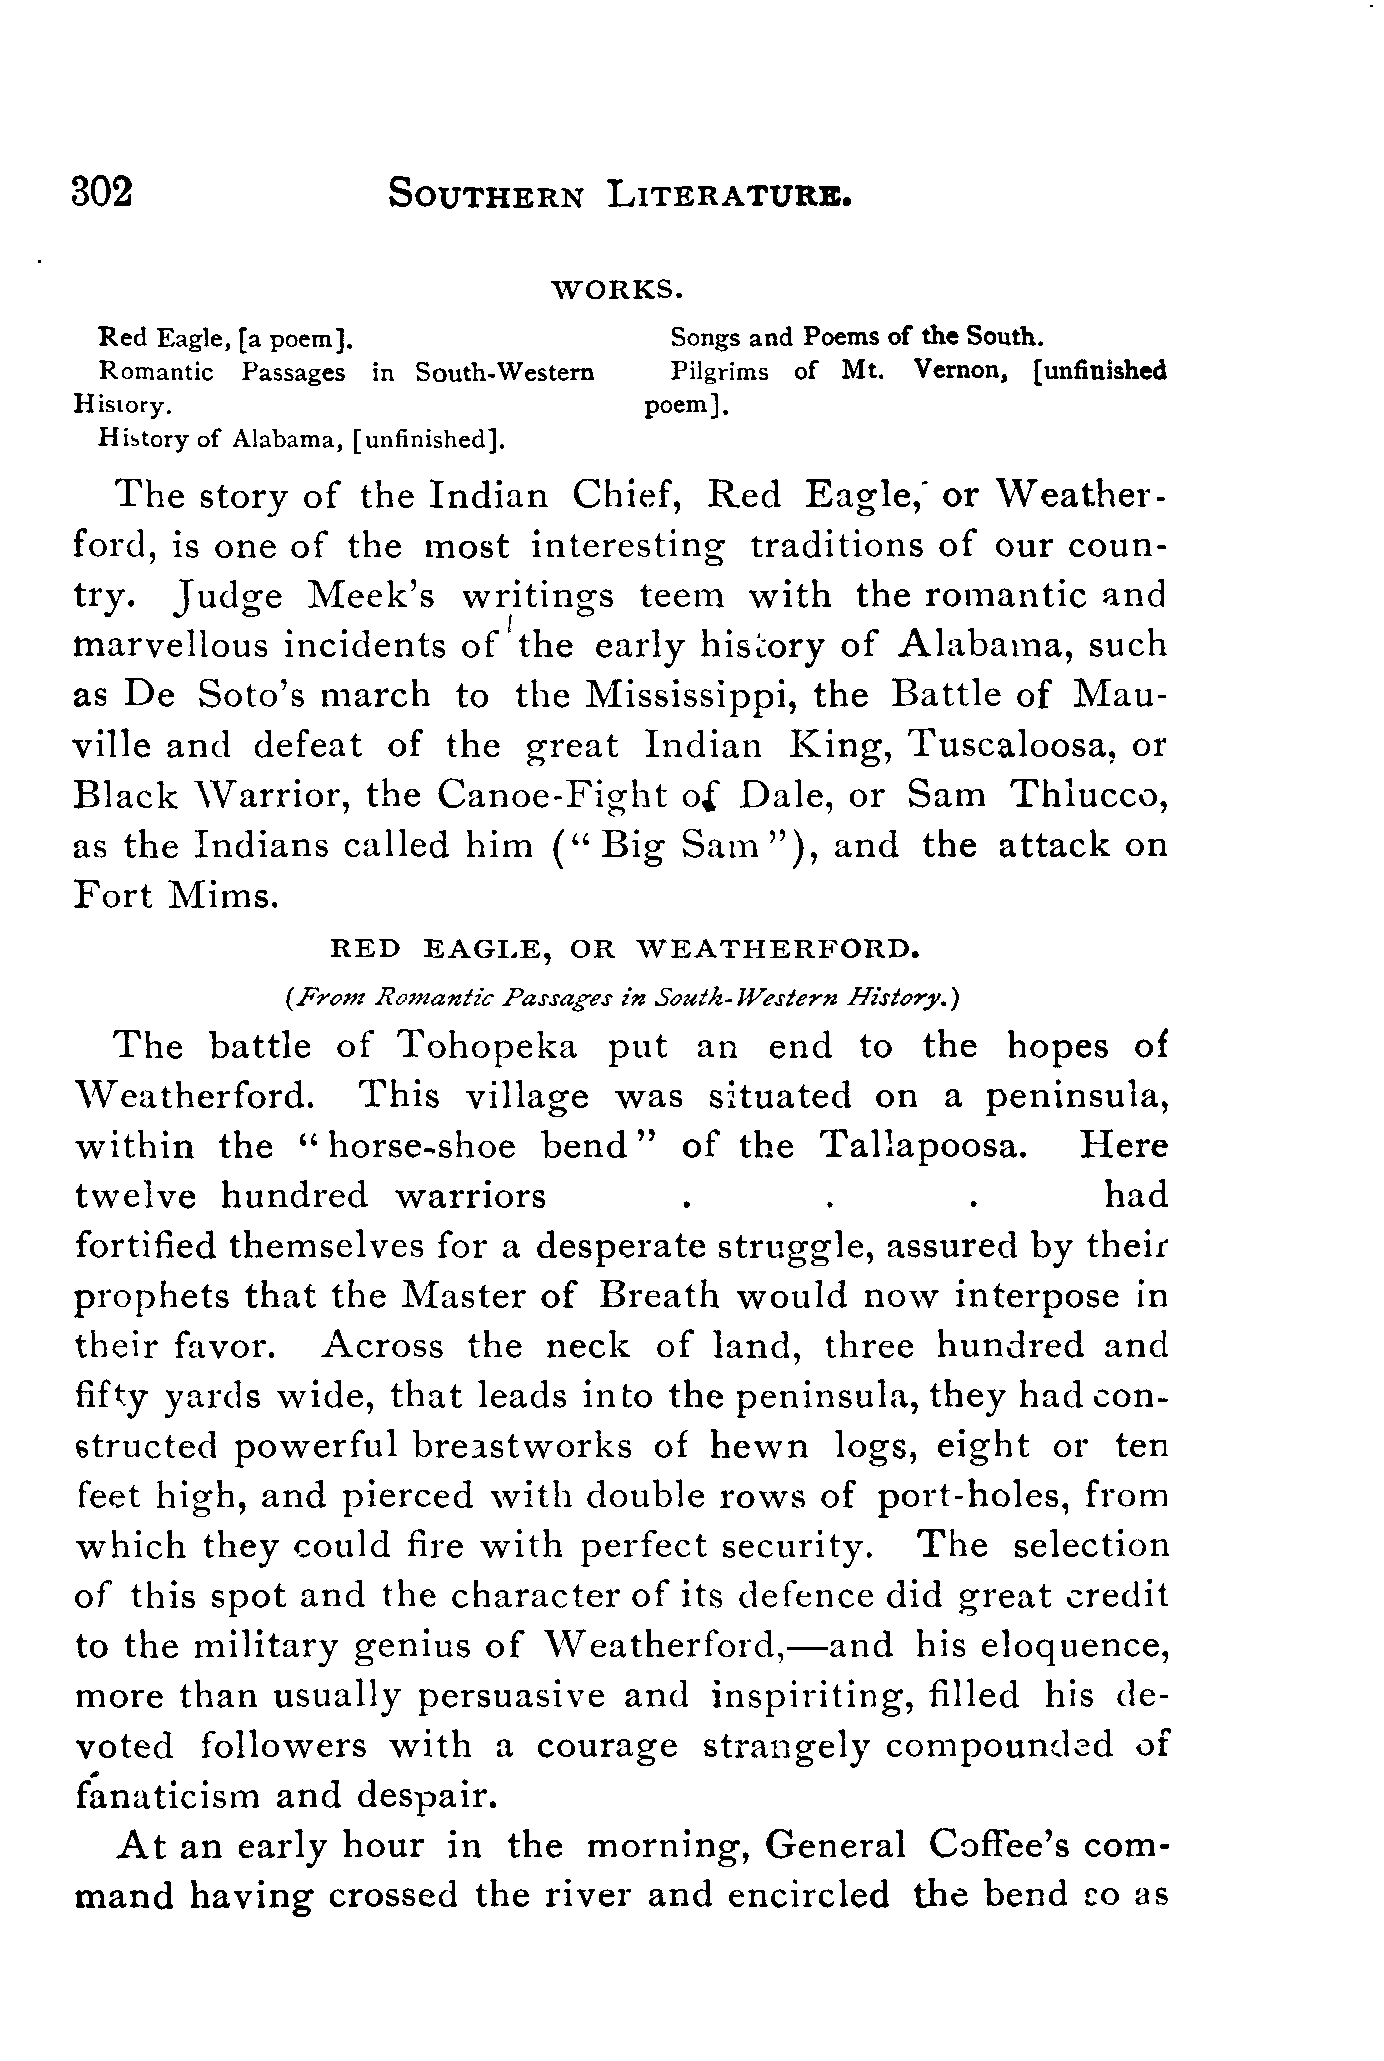 302 SOUTHERN LITERATURE.
WORKS.
Red Eagle, [a poem].
Romantic Passages in South-Western
History.
History of Alabama, [unfinished].
Songs and Poems of the South.
Pilgrims of Mt. Vernon, [unfinished
poem].
The story of the Indian Chief, Red Eagle, or Weather-
ford, is one of the most interesting traditions of our coun-
try. Judge Meek's writings teem with the romantic and
marvellous incidents of the early history of Alabama, such
as De Soto's march to the Mississippi, the Battle of Mau-
ville and defeat of the great Indian King, Tuscaloosa, or
Black Warrior, the Canoe-Fight of Dale, or Sam Thlucco,
as the Indians called him ("Big Sam"), and the attack on
Fort Mims.
RED EAGLE, OR WEATHERFORD.
(From Romantic Passages in South-Western History.)
The battle of Tohopeka put an end to the hopes of
Weatherford. This village was situated on a peninsula,
within the "horse-shoe bend" of the Tallapoosa. Here
twelve hundred warriors . . . had
fortified themselves for a desperate struggle, assured by their
prophets that the Master of Breath would now interpose in
their favor. Across the neck of land, three hundred and
fifty yards wide, that leads into the peninsula, they had con-
structed powerful breastworks of hewn logs, eight or ten
feet high, and pierced with double rows of port-holes, from
which they could fire with perfect security. The selection
of this spot and the character of its defence did great credit
to the military genius of Weatherford,—and his eloquence,
more than usually persuasive and inspiriting, filled his de-
voted followers with a courage strangely compounded of
fanaticism and despair.
At an early hour in the morning, General Coffee's com-
mand having crossed the river and encircled the bend so as